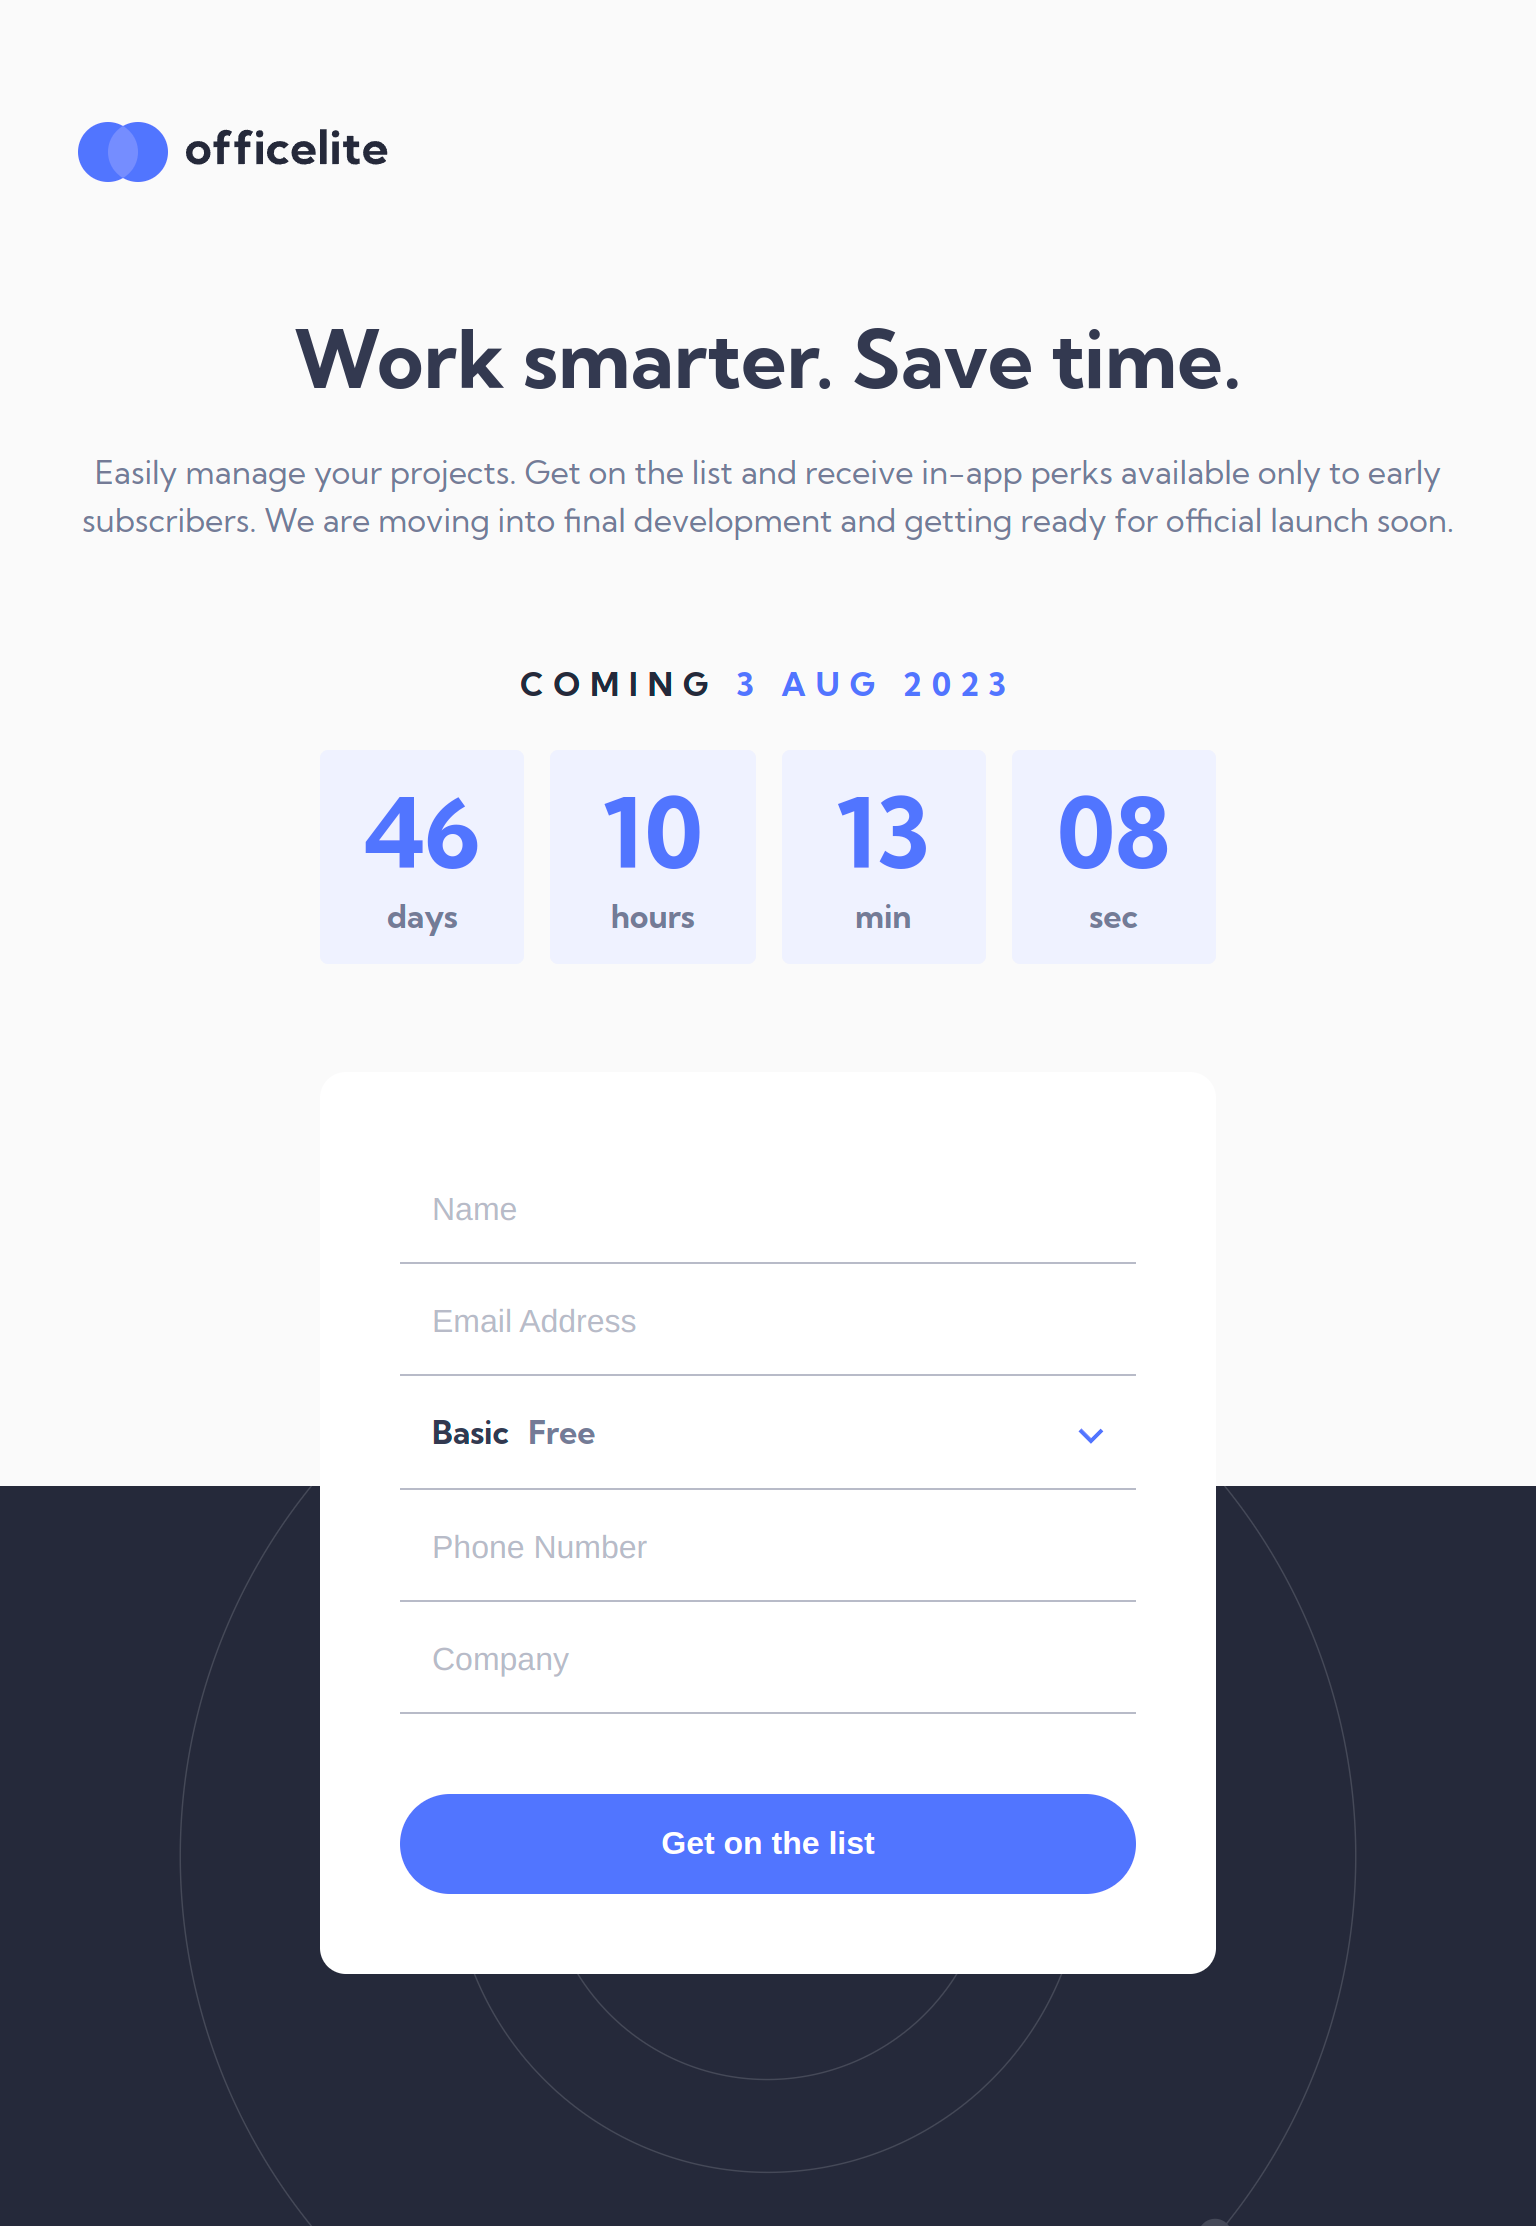 officelite
Work smarter. Save time.
Easily manage your projects. Get on the list and receive in-app perks available only to early
subscribers. We are moving into final development and getting ready for official launch soon.
COMING 3 AUG 2023
46 10 13 08
days hours min sec
Name
Email Address
Basic Free
Phone Number
Company
Get on the list